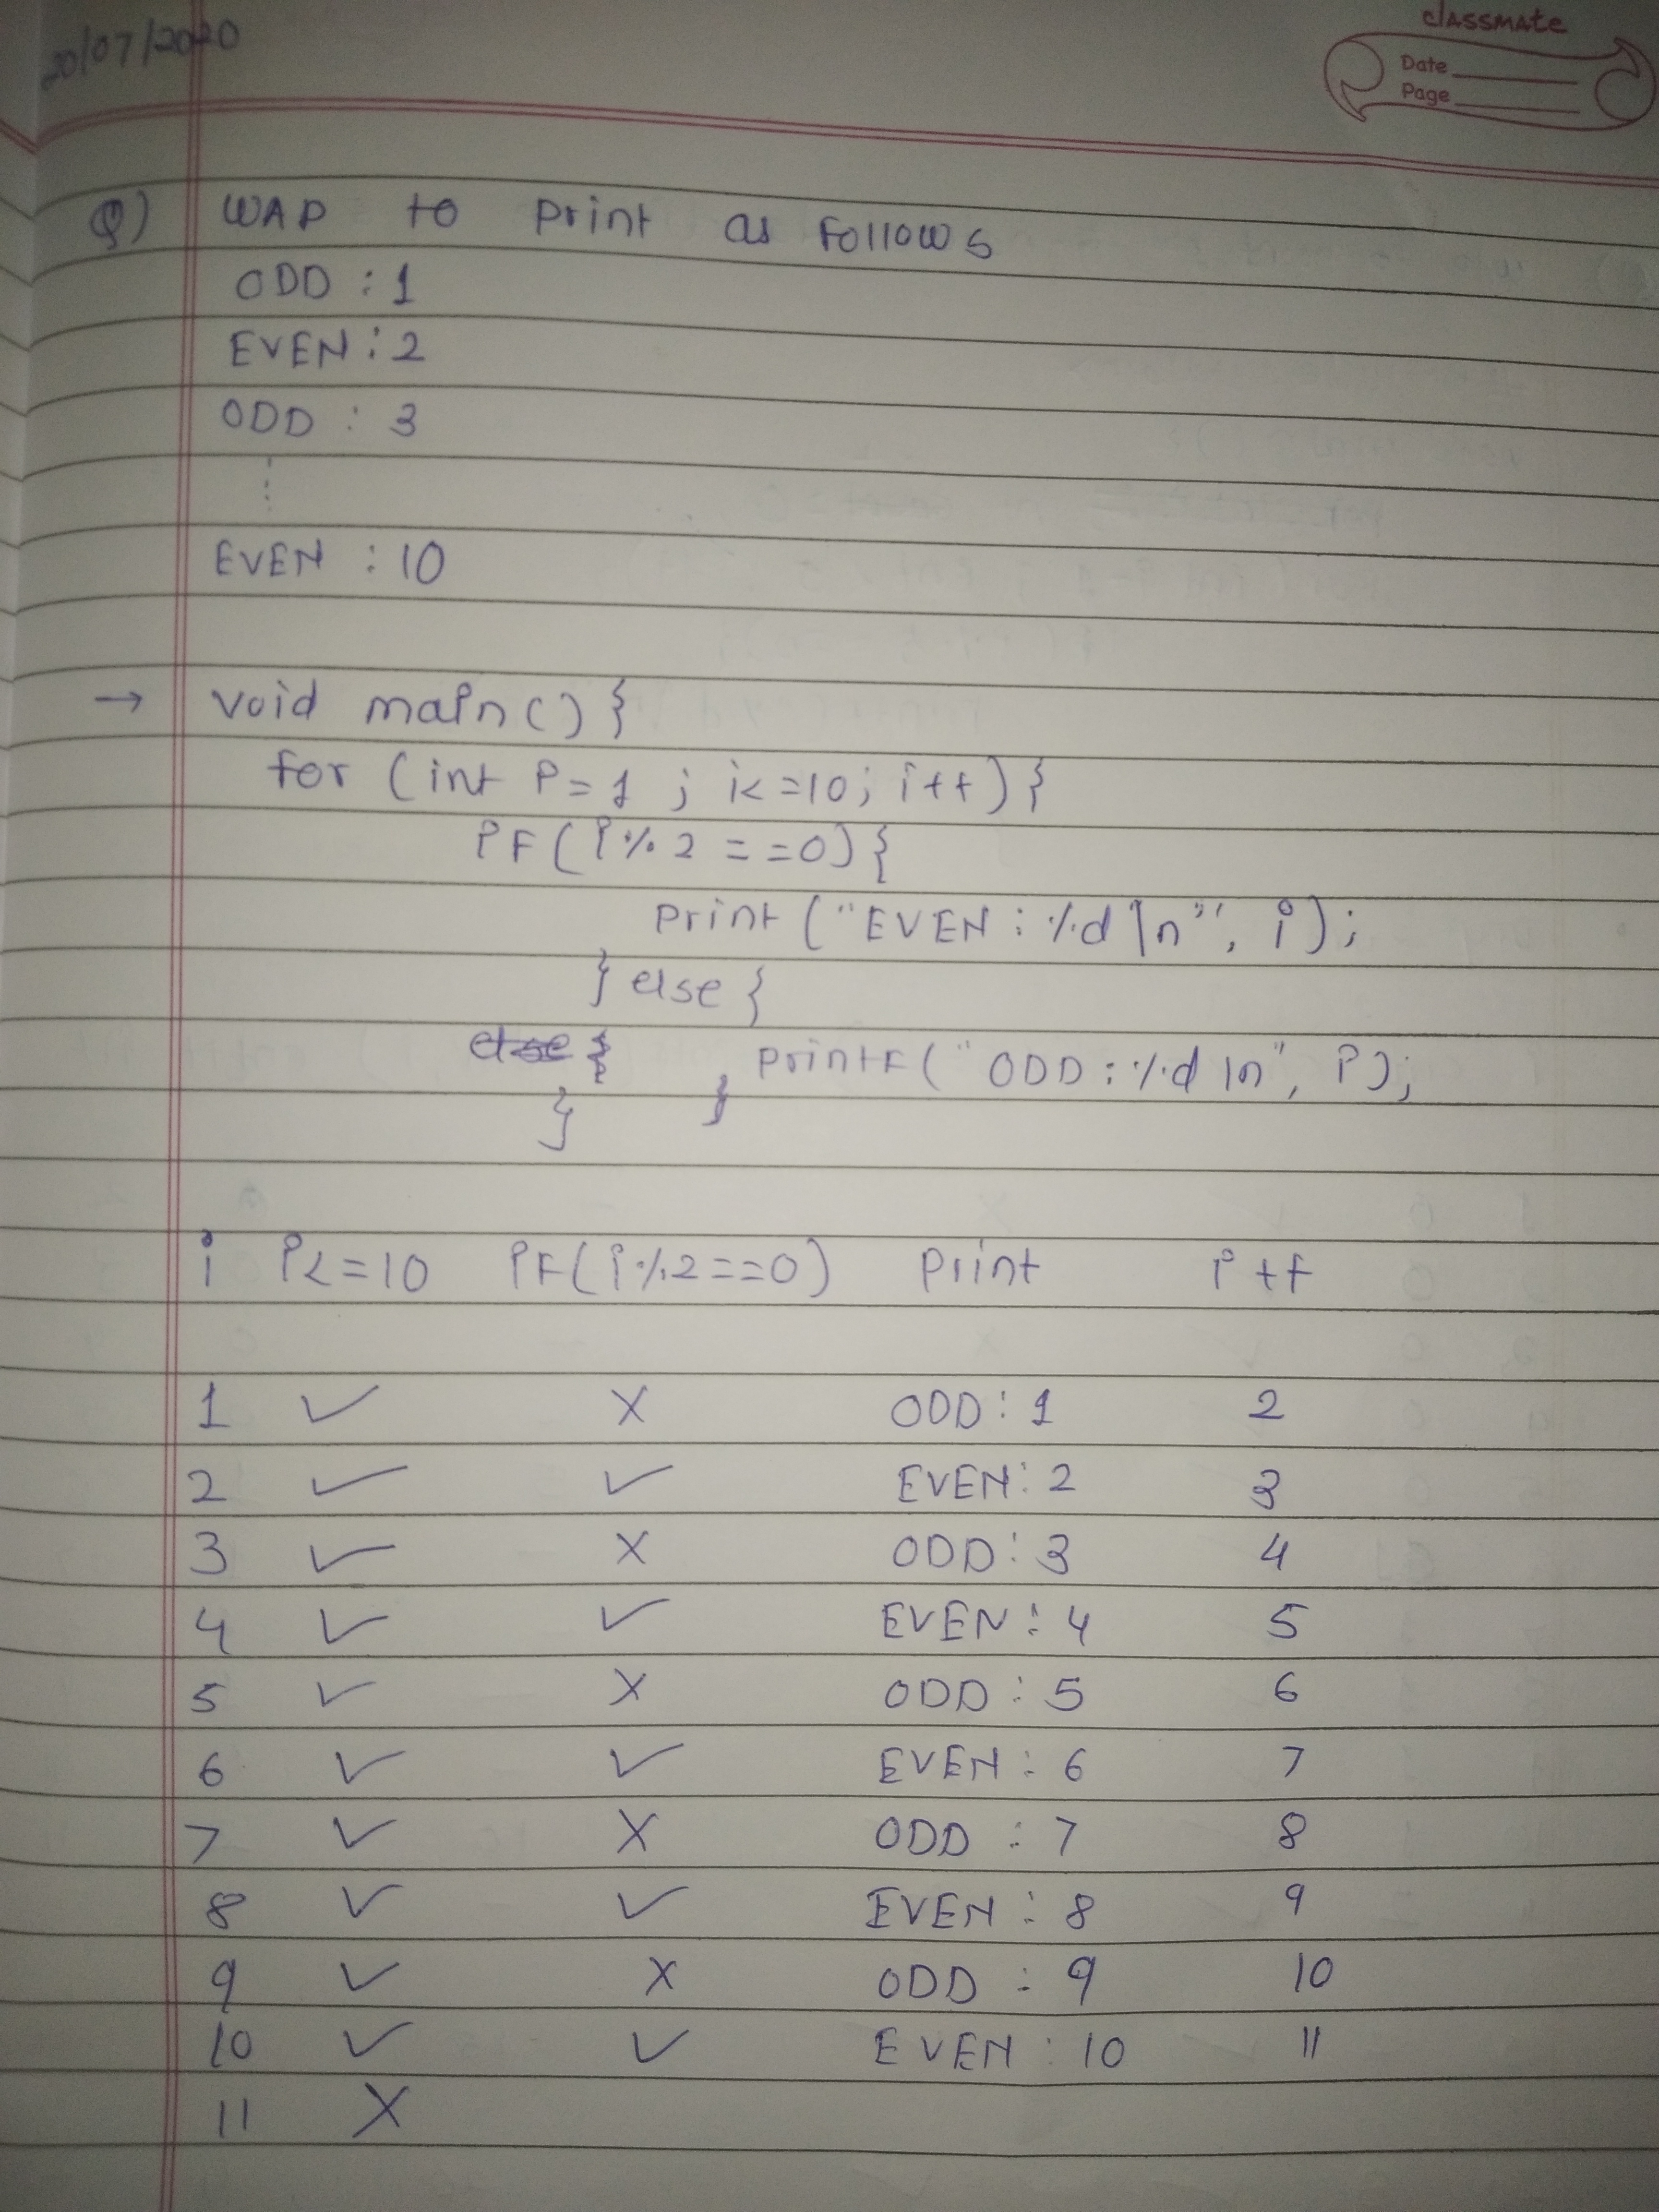 20/07/2020
classmate
Date
Page
Q) WAP to print as follows
ODD : 1
EVEN : 2
ODD : 3
⋮
EVEN : 10
→ void main() {
for (int i=1 ; i<=10; i++) {
if (i%2 ==0) {
print ("EVEN : %d \n", i);
} else {
else { printf ("ODD : %d \n", i);
} }
i i<=10 if(i%2==0) print i++
1 ✓ X ODD : 1 2
2 ✓ ✓ EVEN : 2 3
3 ✓ X ODD : 3 4
4 ✓ ✓ EVEN : 4 5
5 ✓ X ODD : 5 6
6 ✓ ✓ EVEN : 6 7
7 ✓ X ODD : 7 8
8 ✓ ✓ EVEN : 8 9
9 ✓ X ODD : 9 10
10 ✓ ✓ EVEN : 10 11
11 X